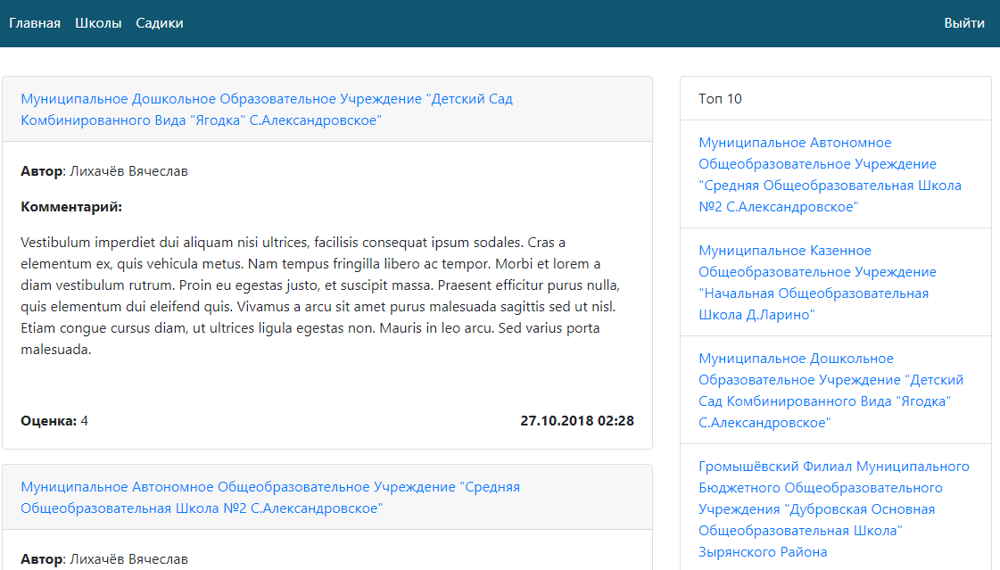 Главная Школы Садики Выйти
Муниципальное Дошкольное Образовательное Учреждение "Детский Сад
Комбинированного Вида "Ягодка" С.Александровское"
Автор: Лихачёв Вячеслав
Комментарий:
Vestibulum imperdiet dui aliquam nisi ultrices, facilisis consequat ipsum sodales. Cras a
elementum ex, quis vehicula metus. Nam tempus fringilla libero ac tempor. Morbi et lorem a
diam vestibulum rutrum. Proin eu egestas justo, et suscipit massa. Praesent efficitur purus nulla,
quis elementum dui eleifend quis. Vivamus a arcu sit amet purus malesuada sagittis sed ut nisl.
Etiam congue cursus diam, ut ultrices ligula egestas non. Mauris in leo arcu. Sed varius porta
malesuada.
Оценка: 4 27.10.2018 02:28
Муниципальное Автономное Общеобразовательное Учреждение "Средняя
Общеобразовательная Школа №2 С.Александровское"
Автор: Лихачёв Вячеслав
Топ 10
Муниципальное Автономное
Общеобразовательное Учреждение
"Средняя Общеобразовательная Школа
№2 С.Александровское"
Муниципальное Казенное
Общеобразовательное Учреждение
"Начальная Общеобразовательная
Школа Д.Ларино"
Муниципальное Дошкольное
Образовательное Учреждение "Детский
Сад Комбинированного Вида "Ягодка"
С.Александровское"
Громышёвский Филиал Муниципального
Бюджетного Общеобразовательного
Учреждения "Дубровская Основная
Общеобразовательная Школа"
Зырянского Района